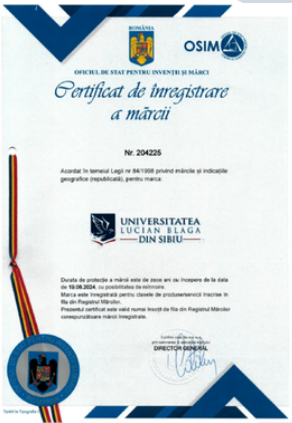 ROMÂNIA
OSIM
OFICIUL DE STAT PENTRU INVENȚII ȘI MĂRCI
Certificat de înregistrare
a mărcii
Nr. 204225
Acordat în temeiul Legii nr 84/1998 privind mărcile și indicațiile
geografice (republicată), pentru marca:
UNIVERSITATEA
LUCIAN BLAGA
DIN SIBIU
Durata de protecție a mărcii este de zece ani cu începere de la data
de 19.06.2024, cu posibilitatea de reînnoire.
Marca este înregistrată pentru clasele de produse/servicii înscrise în
fila din Registrul Mărcilor.
Prezentul certificat este valid numai însoțit de fila din Registrul Mărcilor
corespunzătoare mărcii înregistrate.
DIRECTOR GENERAL